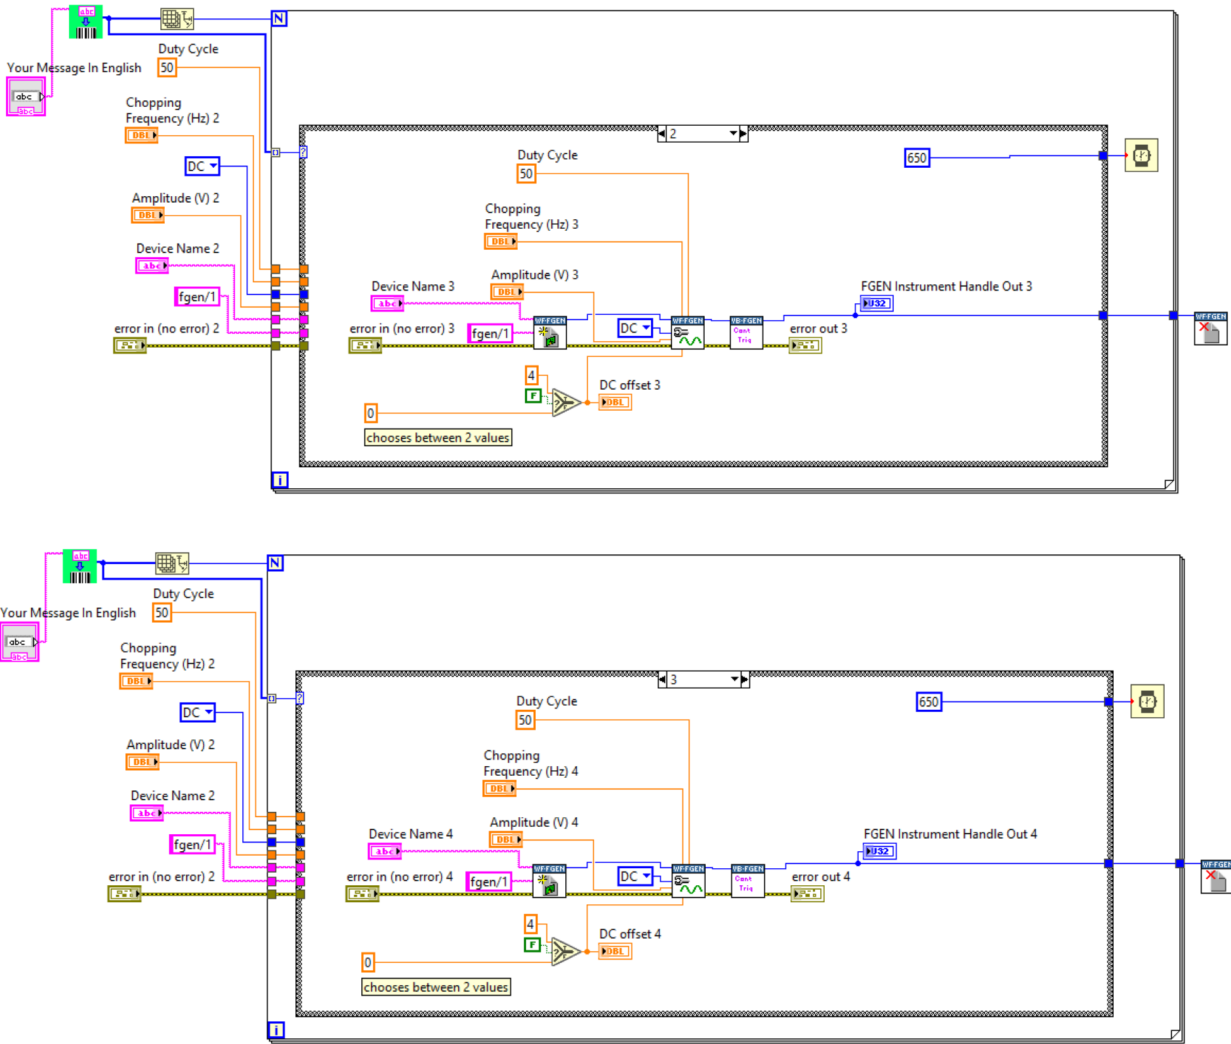 abc
N
Duty Cycle
50
Your Message In English
abc
abc
Chopping
Frequency (Hz) 2
DBL
2
?
650
DC
Duty Cycle
50
Amplitude (V) 2
DBL
Chopping
Frequency (Hz) 3
DBL
Device Name 2
abc
Amplitude (V) 3
DBL
Device Name 3
abc
FGEN Instrument Handle Out 3
U32
fgen/1
error in (no error) 2
error in (no error) 3
fgen/1
WF-FGEN
DC
WF-FGEN
VB-FGEN
Cont
Trig
error out 3
WF-FGEN
4
F
DC offset 3
DBL
0
chooses between 2 values
i
abc
N
Duty Cycle
50
Your Message In English
abc
abc
Chopping
Frequency (Hz) 2
DBL
3
?
650
DC
Duty Cycle
50
Amplitude (V) 2
DBL
Chopping
Frequency (Hz) 4
DBL
Device Name 2
abc
Amplitude (V) 4
DBL
Device Name 4
abc
FGEN Instrument Handle Out 4
U32
fgen/1
error in (no error) 2
error in (no error) 4
fgen/1
WF-FGEN
DC
WF-FGEN
VB-FGEN
Cont
Trig
error out 4
WF-FGEN
4
F
DC offset 4
DBL
0
chooses between 2 values
i